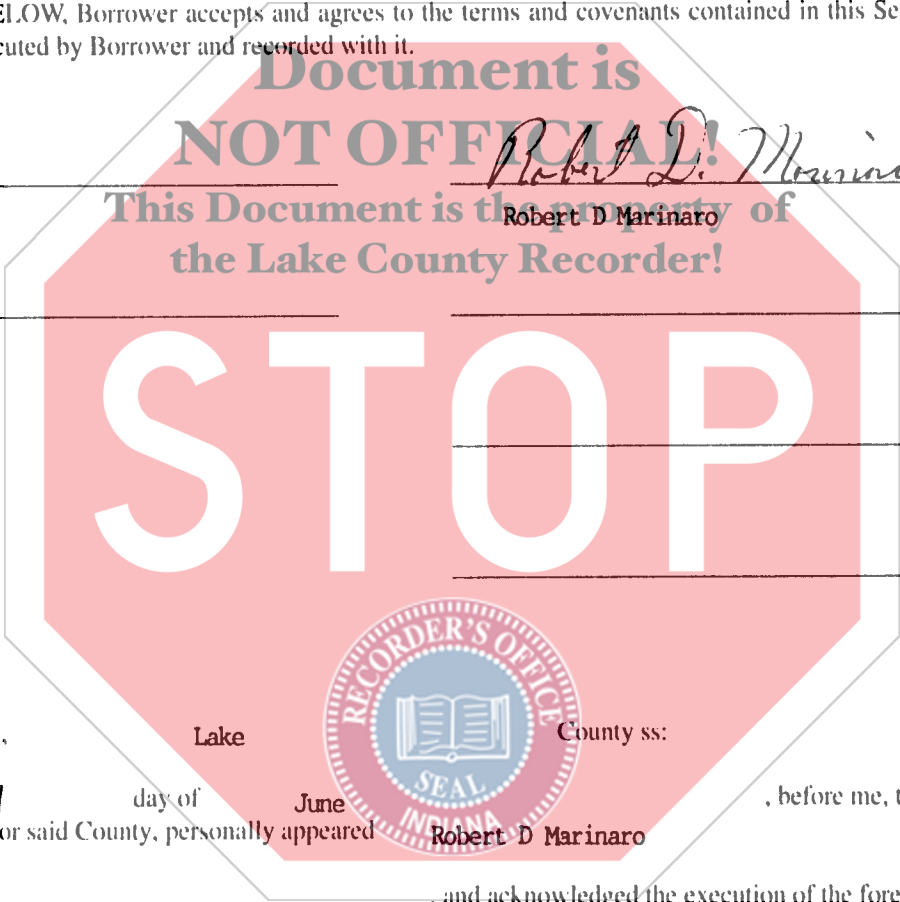 ELOW, Borrower accepts and agrees to the terms and covenants contained in this Se
cuted by Borrower and recorded with it.
Document is
NOT OFFICIAL!
Robert D. Marinaro
This Document is the property of
Robert D Marinaro
the Lake County Recorder!
STOP
RECORDER'S OFFICE
SEAL
INDIANA
, Lake County ss:
day of June , before me, t
or said County, personally appeared Robert D Marinaro
, and acknowledged the execution of the fore